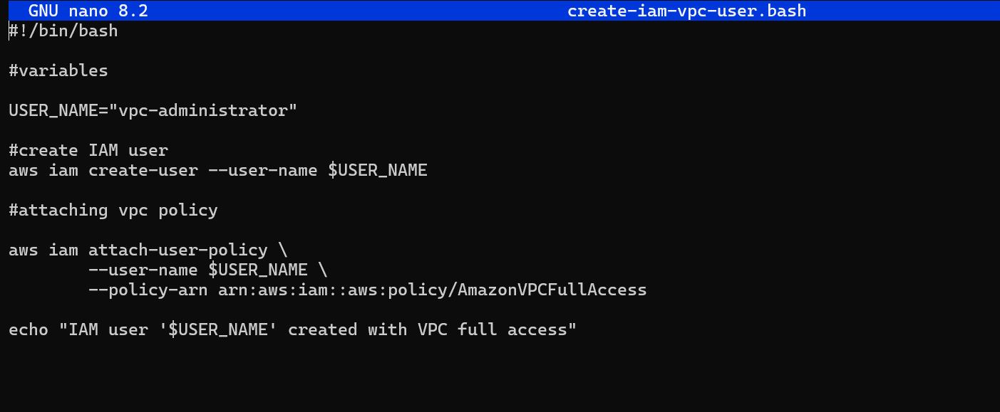 GNU nano 8.2 create-iam-vpc-user.bash
#!/bin/bash
#variables
USER_NAME="vpc-administrator"
#create IAM user
aws iam create-user --user-name $USER_NAME
#attaching vpc policy
aws iam attach-user-policy \
--user-name $USER_NAME \
--policy-arn arn:aws:iam::aws:policy/AmazonVPCFullAccess
echo "IAM user '$USER_NAME' created with VPC full access"